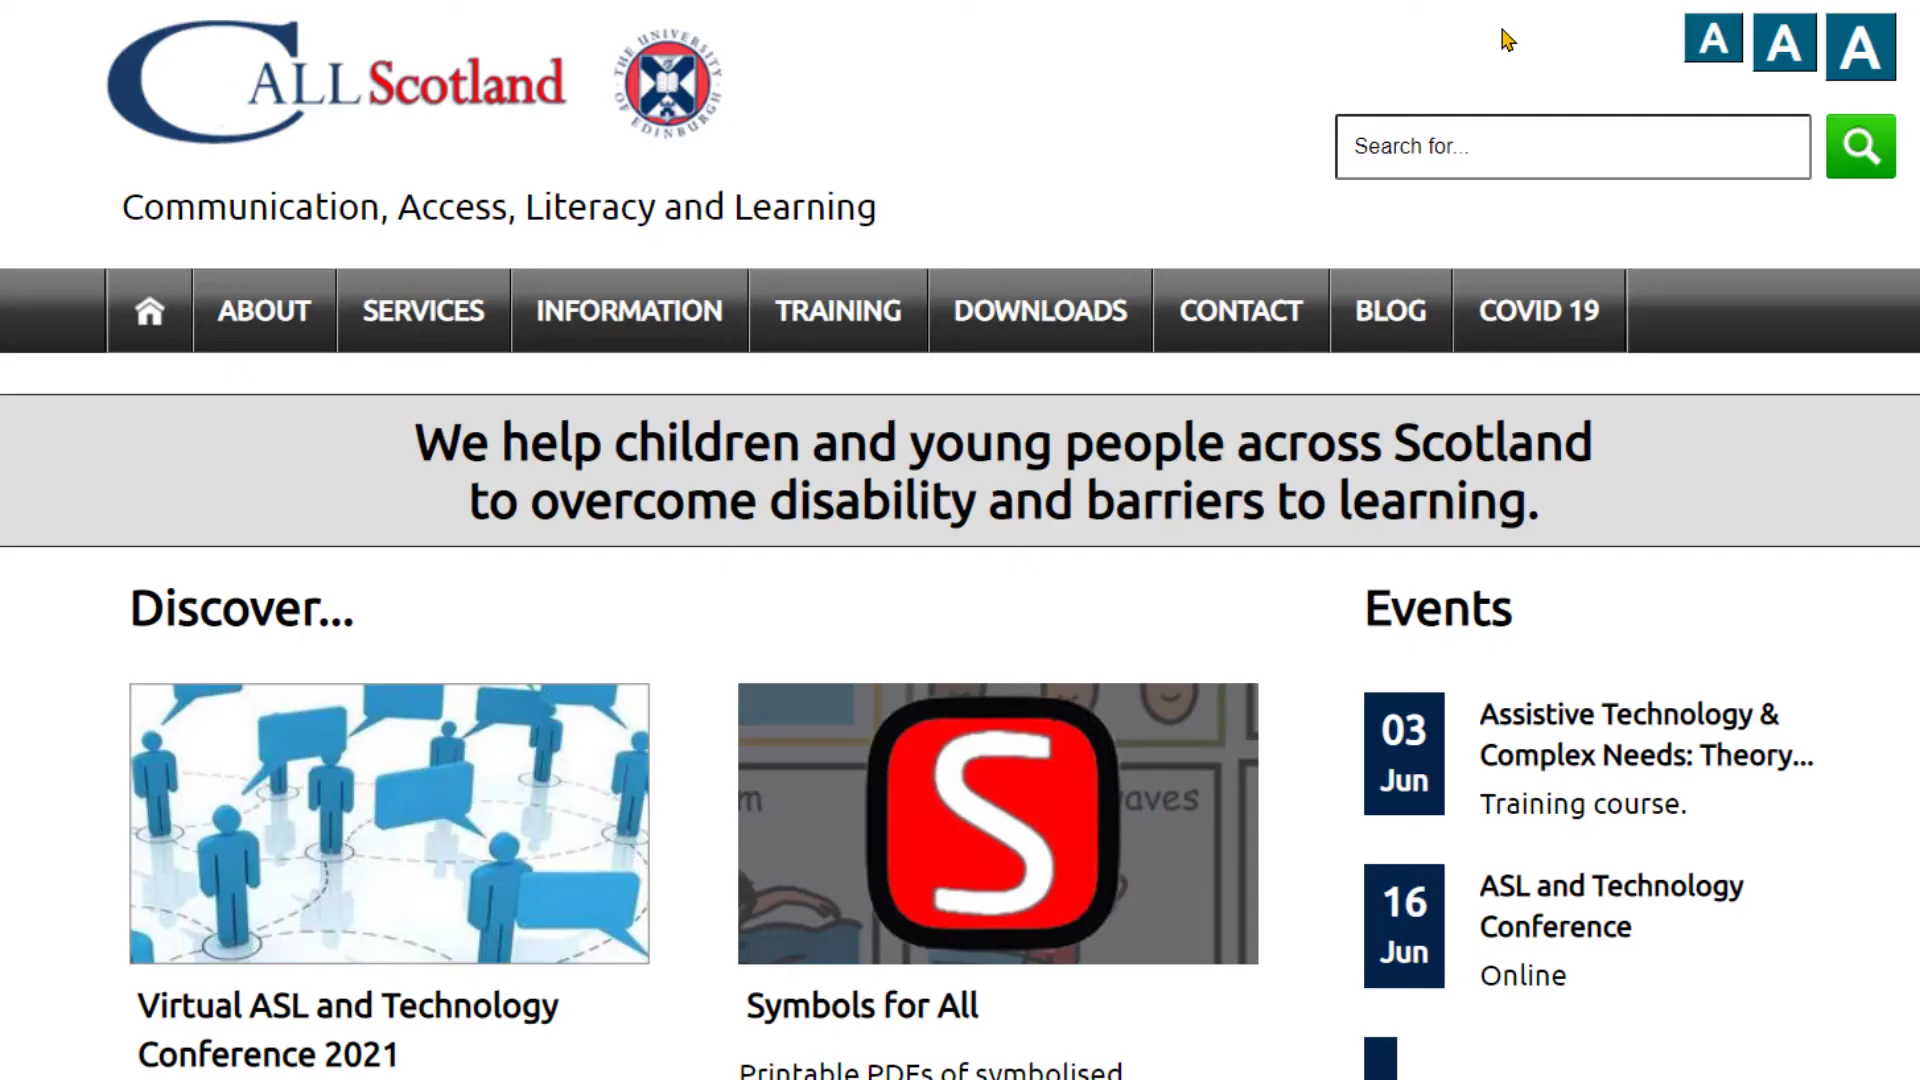 CALL Scotland
THE UNIVERSITY OF EDINBURGH
A A A
Search for...
Communication, Access, Literacy and Learning
ABOUT SERVICES INFORMATION TRAINING DOWNLOADS CONTACT BLOG COVID 19
We help children and young people across Scotland
to overcome disability and barriers to learning.
Discover...
S
waves
Virtual ASL and Technology
Conference 2021
Symbols for All
Printable PDFs of symbolised
Events
03
Jun
Assistive Technology &
Complex Needs: Theory...
Training course.
16
Jun
ASL and Technology
Conference
Online